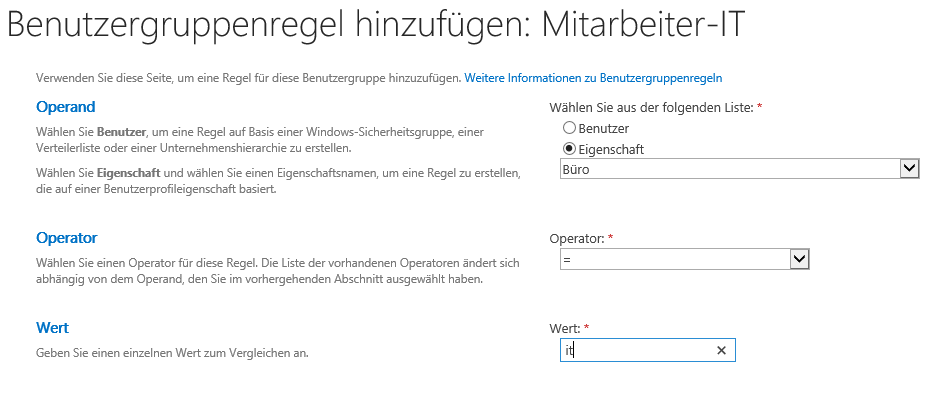 Benutzergruppenregel hinzufügen: Mitarbeiter-IT
Verwenden Sie diese Seite, um eine Regel für diese Benutzergruppe hinzuzufügen. Weitere Informationen zu Benutzergruppenregeln
Operand
Wählen Sie Benutzer, um eine Regel auf Basis einer Windows-Sicherheitsgruppe, einer
Verteilerliste oder einer Unternehmenshierarchie zu erstellen.
Wählen Sie Eigenschaft und wählen Sie einen Eigenschaftsnamen, um eine Regel zu erstellen,
die auf einer Benutzerprofileigenschaft basiert.
Wählen Sie aus der folgenden Liste: *
Benutzer
Eigenschaft
Büro
Operator
Wählen Sie einen Operator für diese Regel. Die Liste der vorhandenen Operatoren ändert sich
abhängig von dem Operand, den Sie im vorhergehenden Abschnitt ausgewählt haben.
Operator: *
=
Wert
Geben Sie einen einzelnen Wert zum Vergleichen an.
Wert: *
it